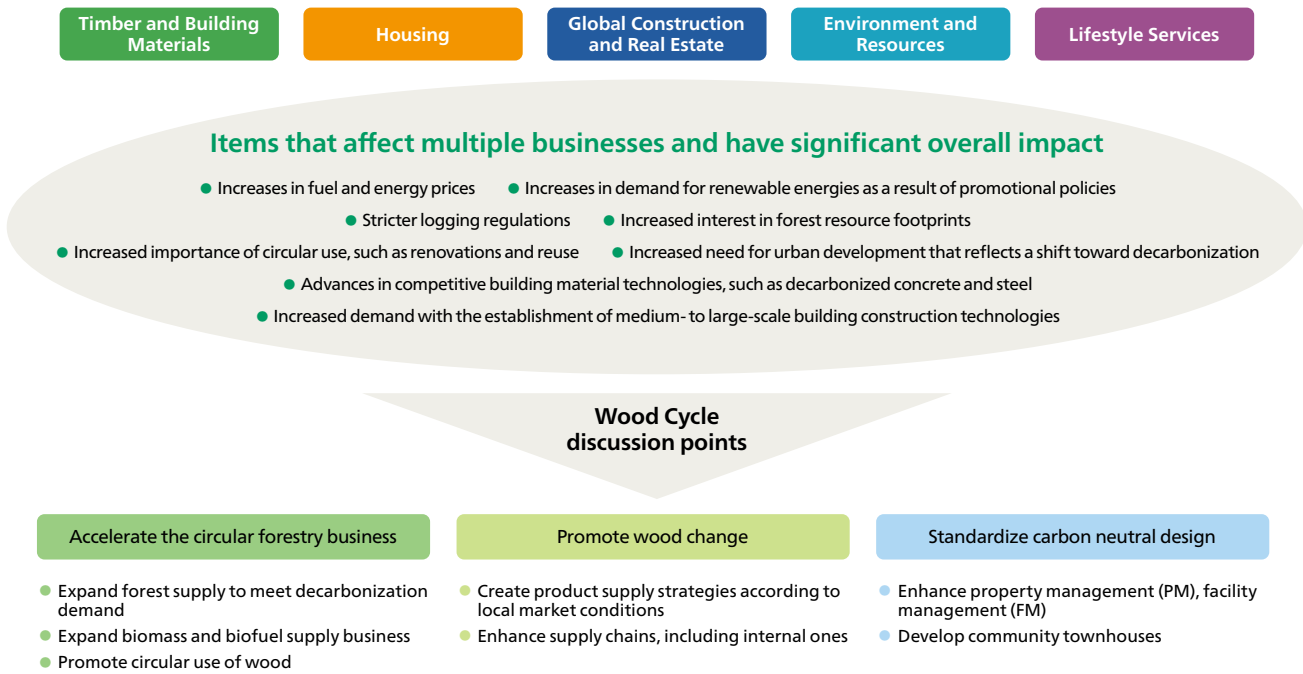 Timber and Building
Materials
Housing
Global Construction
and Real Estate
Environment and
Resources
Lifestyle Services
Items that affect multiple businesses and have significant overall impact
● Increases in fuel and energy prices ● Increases in demand for renewable energies as a result of promotional policies
● Stricter logging regulations ● Increased interest in forest resource footprints
● Increased importance of circular use, such as renovations and reuse ● Increased need for urban development that reflects a shift toward decarbonization
● Advances in competitive building material technologies, such as decarbonized concrete and steel
● Increased demand with the establishment of medium- to large-scale building construction technologies
Wood Cycle
discussion points
Accelerate the circular forestry business
● Expand forest supply to meet decarbonization
demand
● Expand biomass and biofuel supply business
● Promote circular use of wood
Promote wood change
● Create product supply strategies according to
local market conditions
● Enhance supply chains, including internal ones
Standardize carbon neutral design
● Enhance property management (PM), facility
management (FM)
● Develop community townhouses